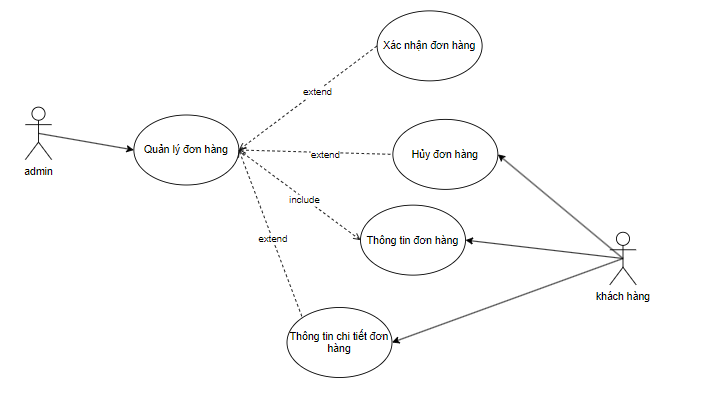 Xác nhận đơn hàng
extend
admin
Quản lý đơn hàng
extend
Hủy đơn hàng
include
extend
Thông tin đơn hàng
khách hàng
Thông tin chi tiết đơn
hàng